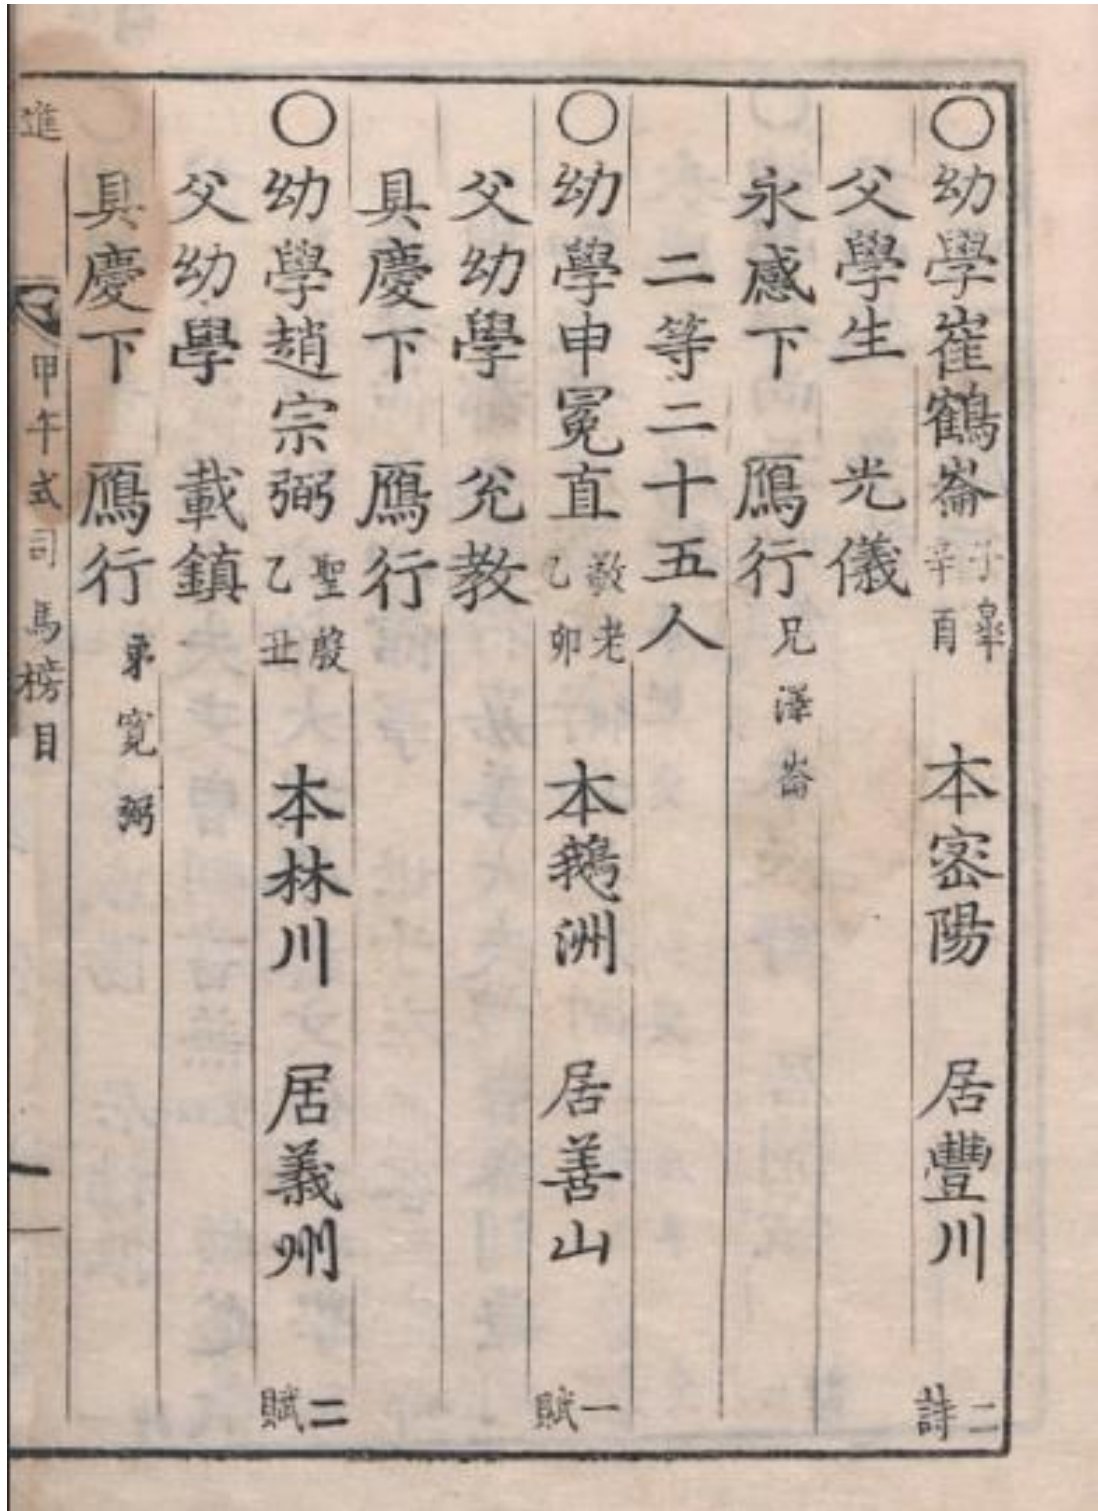 ○幼學崔鶴崙子皐辛酉 本密陽 居豐川 二詩
父學生 光儀
永感下 鴈行兄澤崙
二等二十五人
○幼學申冕直敬老乙卯 本鵝洲 居善山 一賦
父幼學 兊教
具慶下 鴈行
○幼學趙宗弼聖殷乙丑 本林川 居義州 二賦
父幼學 載鎮
具慶下 鴈行弟寬弼
進 甲午式司馬榜目 一